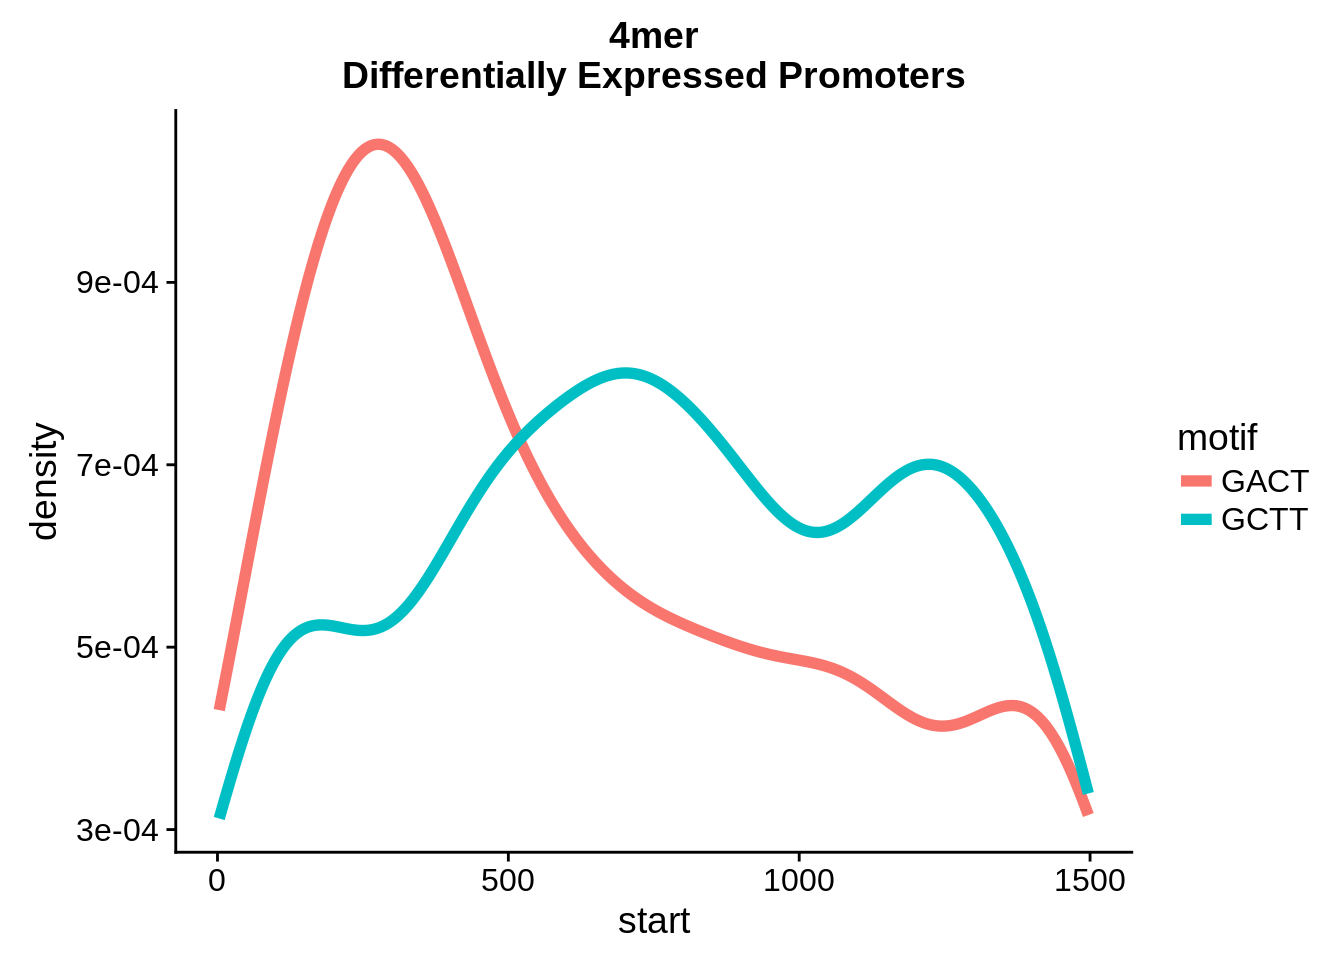 4mer
Differentially Expressed Promoters
density
9e-04
7e-04
5e-04
3e-04
0
500
1000
1500
start
motif
GACT
GCTT